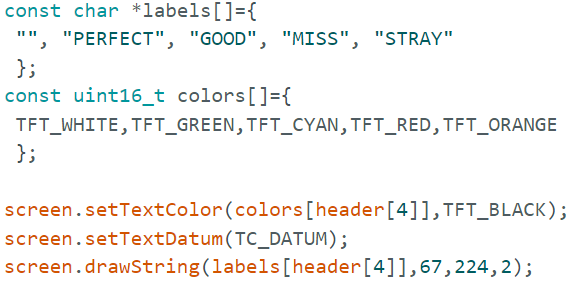 const char *labels[]={
"", "PERFECT", "GOOD", "MISS", "STRAY"
};
const uint16_t colors[]={
TFT_WHITE,TFT_GREEN,TFT_CYAN,TFT_RED,TFT_ORANGE
};
screen.setTextColor(colors[header[4]],TFT_BLACK);
screen.setTextDatum(TC_DATUM);
screen.drawString(labels[header[4]],67,224,2);